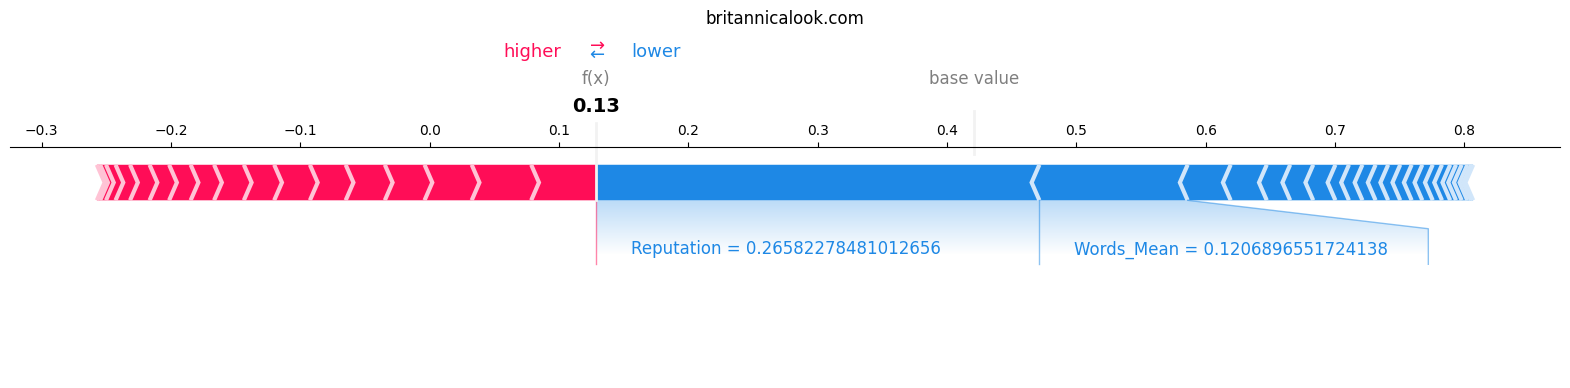 britannicalook.com
higher ⇄ lower
f(x) base value
0.13
−0.3 −0.2 −0.1 0.0 0.1 0.2 0.3 0.4 0.5 0.6 0.7 0.8
Reputation = 0.26582278481012656 Words_Mean = 0.1206896551724138